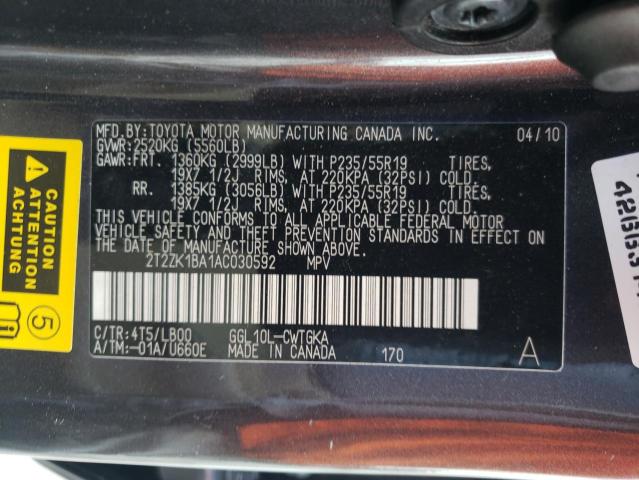 MFD.BY:TOYOTA MOTOR MANUFACTURING CANADA INC. 04/10
GVWR:2520KG (5560LB)
GAWR:FRT. 1360KG (2999LB) WITH P235/55R19 TIRES,
19X7 1/2J RIMS, AT 220KPA (32PSI) COLD.
RR. 1385KG (3056LB) WITH P235/55R19 TIRES,
19X7 1/2J RIMS, AT 220KPA (32PSI) COLD.
THIS VEHICLE CONFORMS TO ALL APPLICABLE FEDERAL MOTOR
VEHICLE SAFETY AND THEFT PREVENTION STANDARDS IN EFFECT ON
THE DATE OF MANUFACTURE SHOWN ABOVE.
2T2ZK1BA1AC030592 MPV
C/TR:4T5/LB00 GGL10L-CWTGKA
A/TM:-01A/U660E MADE IN CANADA 170 A
CAUTION
ACHTUNG
5